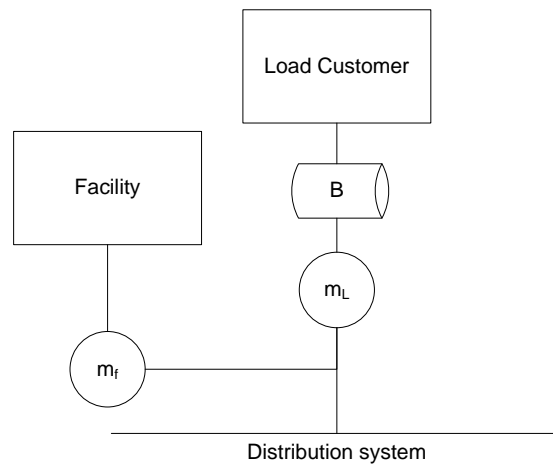 Load Customer
Facility
B
mL
mf
Distribution system